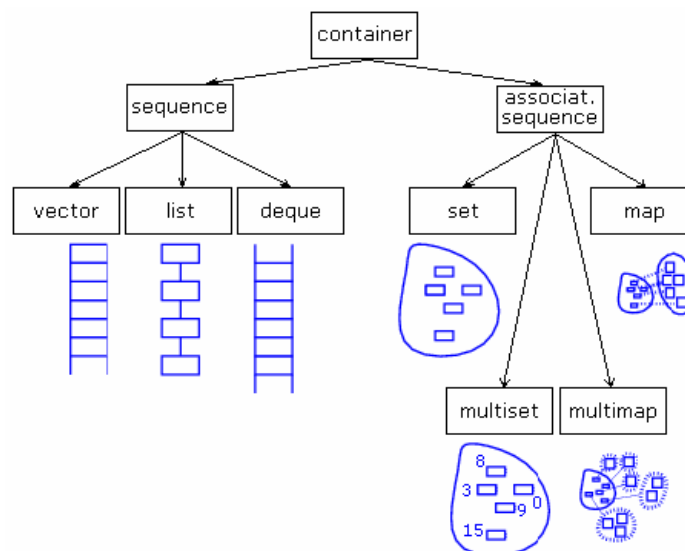 container
sequence
associat.
sequence
vector
list
deque
set
map
multiset
multimap
8
3
0
9
15